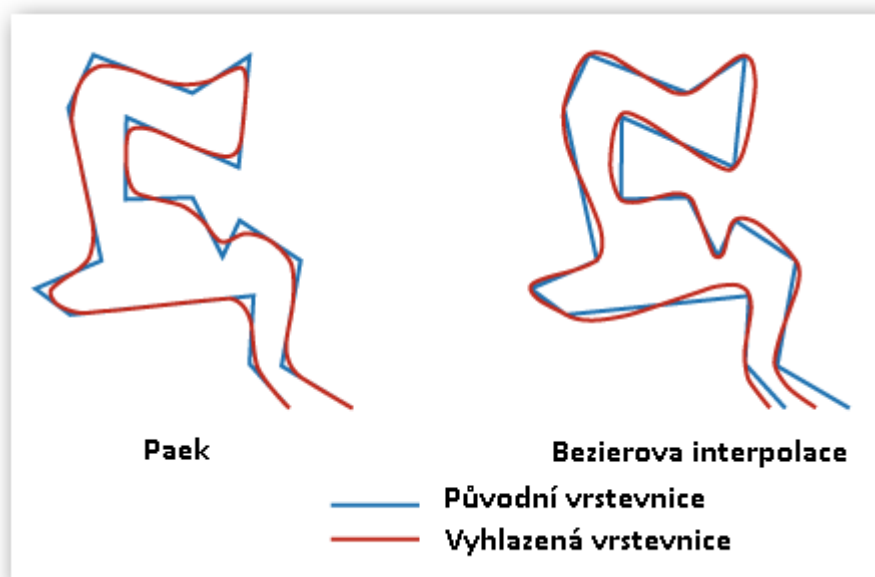 Paek
Bezierova interpolace
Původní vrstevnice
Vyhlazená vrstevnice